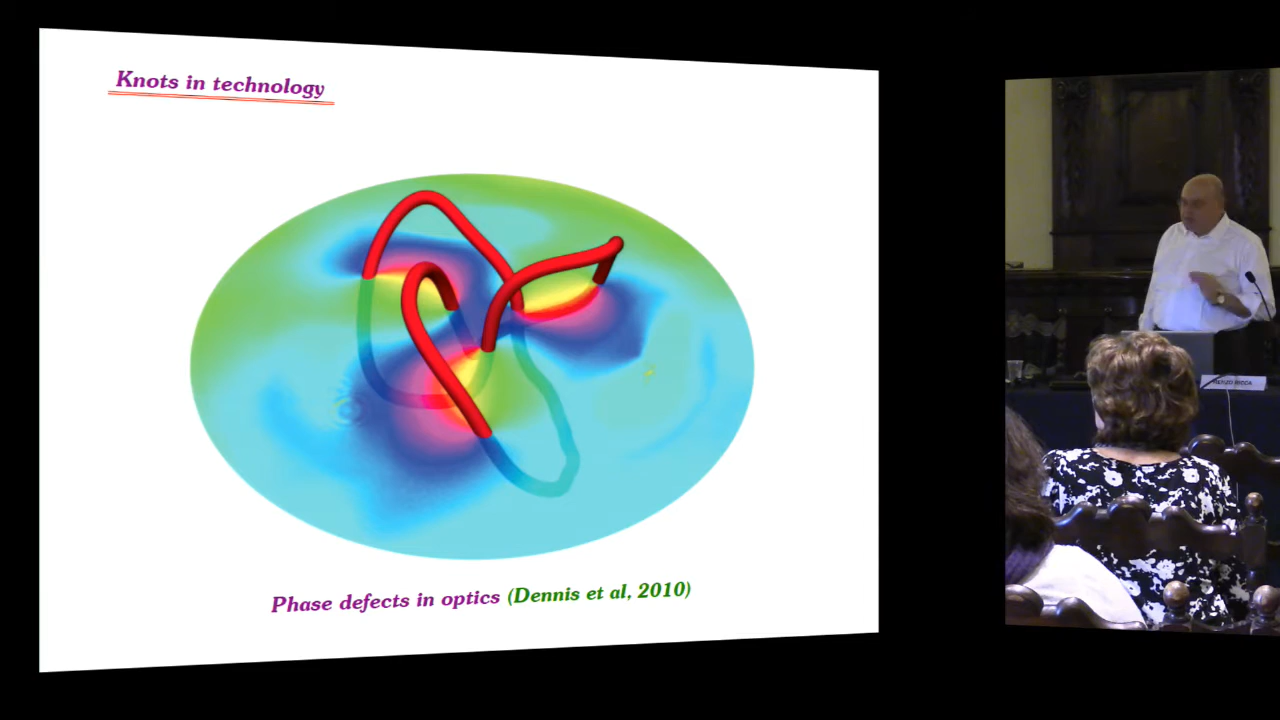 Knots in technology
Phase defects in optics (Dennis et al, 2010)